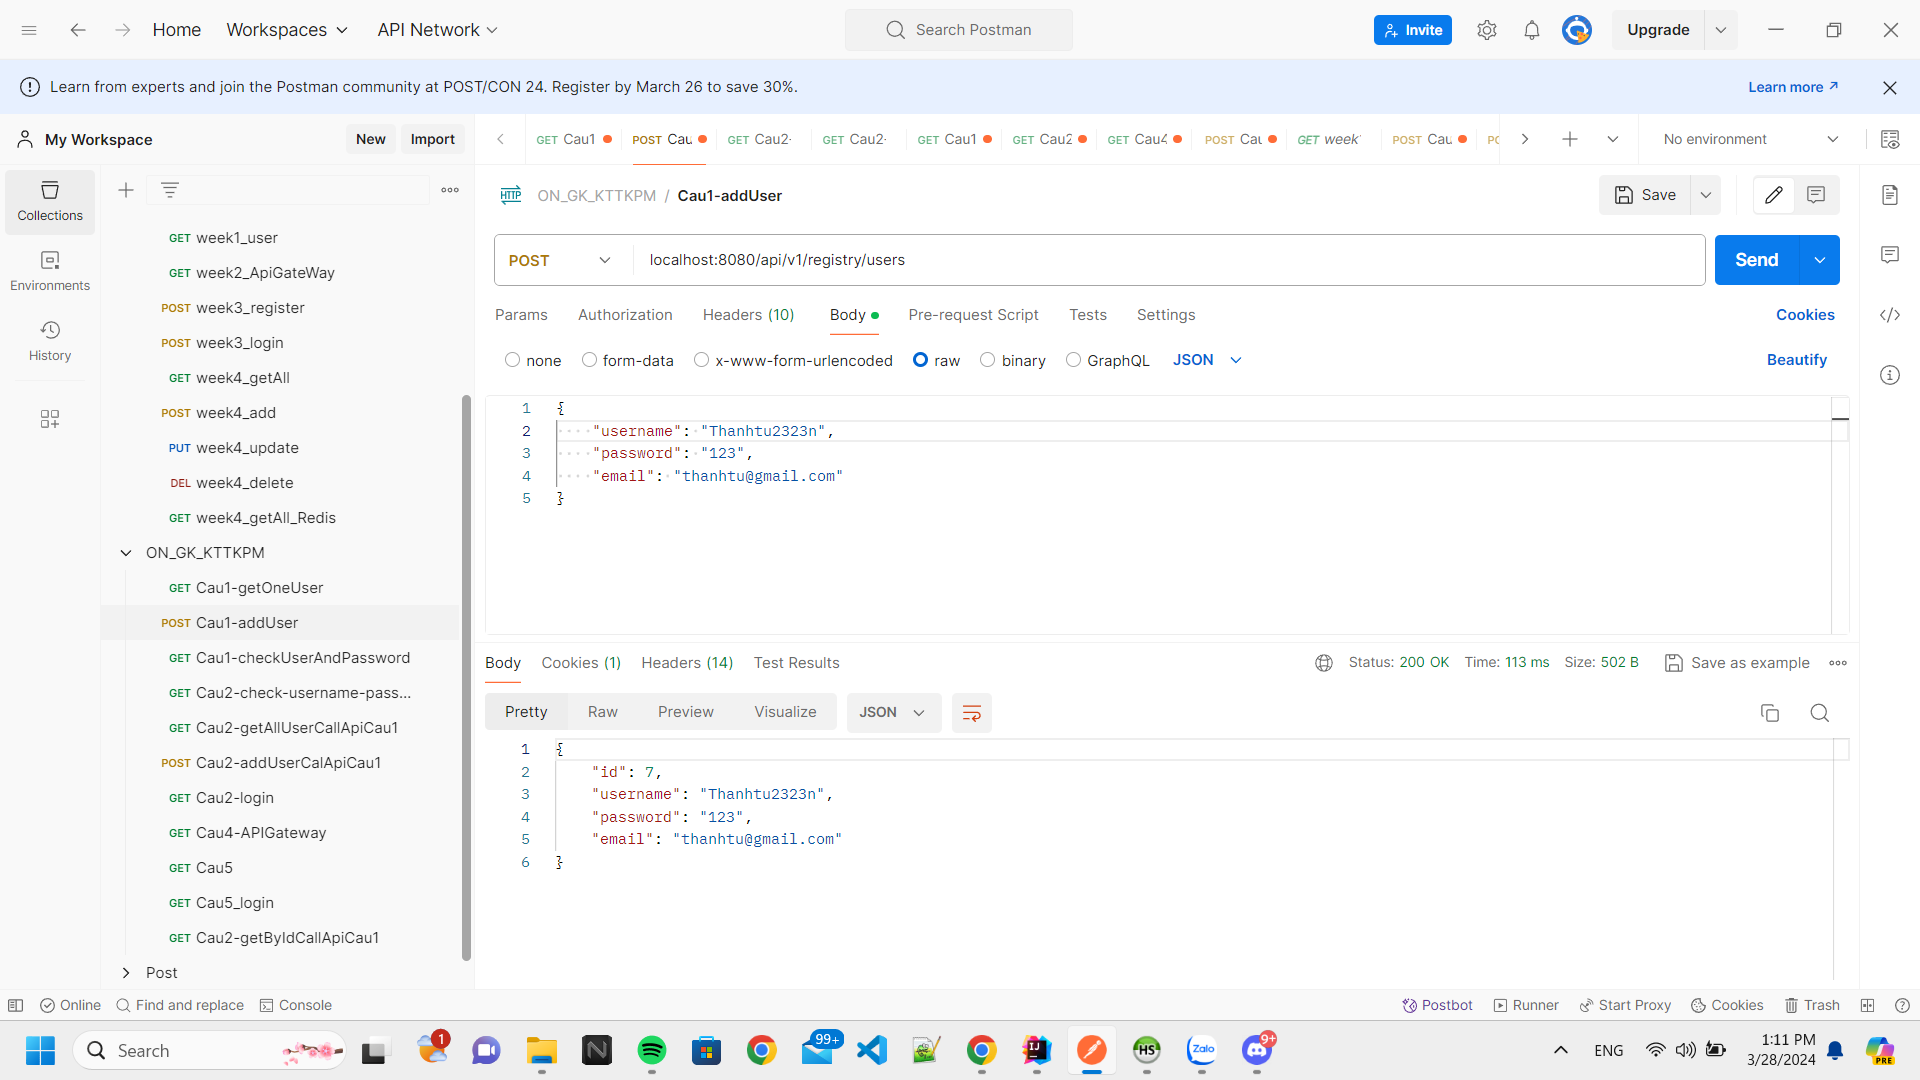 Home
Workspaces
API Network
Search Postman
Invite
Upgrade
Learn from experts and join the Postman community at POST/CON 24. Register by March 26 to save 30%.
Learn more
My Workspace
New
Import
GET Cau1
POST Cau
GET Cau2-
GET Cau2-
GET Cau1
GET Cau2
GET Cau4
POST Cau
GET week
POST Cau
No environment
Collections
Environments
History
GET week1_user
GET week2_ApiGateWay
POST week3_register
POST week3_login
GET week4_getAll
POST week4_add
PUT week4_update
DEL week4_delete
GET week4_getAll_Redis
ON_GK_KTTKPM
GET Cau1-getOneUser
POST Cau1-addUser
GET Cau1-checkUserAndPassword
GET Cau2-check-username-pass...
GET Cau2-getAllUserCallApiCau1
POST Cau2-addUserCalApiCau1
GET Cau2-login
GET Cau4-APIGateway
GET Cau5
GET Cau5_login
GET Cau2-getByIdCallApiCau1
Post
HTTP
ON_GK_KTTKPM / Cau1-addUser
Save
POST
localhost:8080/api/v1/registry/users
Send
Params
Authorization
Headers (10)
Body
Pre-request Script
Tests
Settings
Cookies
none
form-data
x-www-form-urlencoded
raw
binary
GraphQL
JSON
Beautify
1 {
2 "username": "Thanhtu2323n",
3 "password": "123",
4 "email": "thanhtu@gmail.com"
5 }
Body
Cookies (1)
Headers (14)
Test Results
Status: 200 OK
Time: 113 ms
Size: 502 B
Save as example
Pretty
Raw
Preview
Visualize
JSON
1 {
2 "id": 7,
3 "username": "Thanhtu2323n",
4 "password": "123",
5 "email": "thanhtu@gmail.com"
6 }
Online
Find and replace
Console
Postbot
Runner
Start Proxy
Cookies
Trash
Search
1
99+
IJ
HS
Zalo
9+
ENG
1:11 PM
3/28/2024
PRE